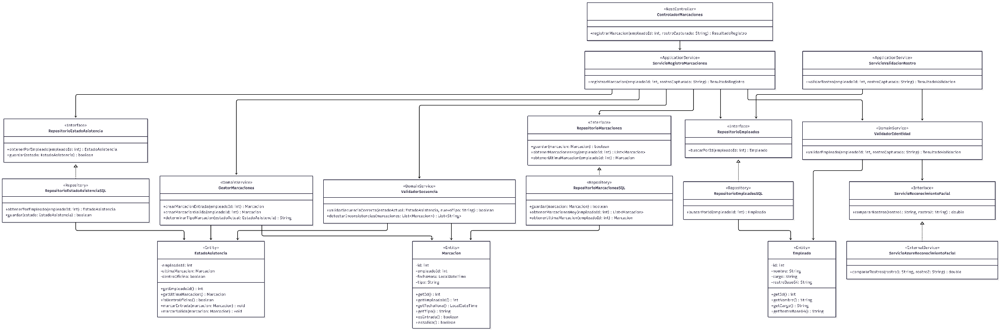 «RestController»
ControladorMarcaciones
+registrarMarcacion(empleadoId: int, rostroCapturado: String) : ResultadoRegistro
«ApplicationService»
ServicioRegistroMarcaciones
+registrarMarcacion(empleadoId: int, rostroCapturado: String) : ResultadoRegistro
«ApplicationService»
ServicioValidacionRostro
+validarRostro(empleadoId: int, rostroCapturado: String) : ResultadoValidacion
«Interface»
RepositorioEstadoAsistencia
+obtenerPorEmpleado(empleadoId: int) : EstadoAsistencia
+guardar(estado: EstadoAsistencia) : boolean
«Interface»
RepositorioMarcaciones
+guardar(marcacion: Marcacion) : boolean
+obtenerMarcacionesHoy(empleadoId: int) : List<Marcacion>
+obtenerUltimaMarcacion(empleadoId: int) : Marcacion
«Interface»
RepositorioEmpleados
+buscarPorId(empleadoId: int) : Empleado
«DomainService»
ValidadorIdentidad
+validarEmpleado(empleadoId: int, rostroCapturado: String) : ResultadoValidacion
«Repository»
RepositorioEstadoAsistenciaSQL
+obtenerPorEmpleado(empleadoId: int) : EstadoAsistencia
+guardar(estado: EstadoAsistencia) : boolean
«DomainService»
GestorMarcaciones
+crearMarcacionEntrada(empleadoId: int) : Marcacion
+crearMarcacionSalida(empleadoId: int) : Marcacion
+determinarTipoMarcacion(estadoActual: EstadoAsistencia) : String
«DomainService»
ValidadorSecuencia
+validarSecuenciaCorrecta(estadoActual: EstadoAsistencia, nuevoTipo: String) : boolean
+detectarInconsistencias(marcaciones: List<Marcacion>) : List<String>
«Repository»
RepositorioMarcacionesSQL
+guardar(marcacion: Marcacion) : boolean
+obtenerMarcacionesHoy(empleadoId: int) : List<Marcacion>
+obtenerUltimaMarcacion(empleadoId: int) : Marcacion
«Repository»
RepositorioEmpleadosSQL
+buscarPorId(empleadoId: int) : Empleado
«Interface»
ServicioReconocimientoFacial
+compararRostros(rostro1: String, rostro2: String) : double
«Entity»
EstadoAsistencia
-empleadoId: int
-ultimaMarcacion: Marcacion
-dentroOficina: boolean
+getEmpleadoId() : int
+getUltimaMarcacion() : Marcacion
+isDentroOficina() : boolean
+marcarEntrada(marcacion: Marcacion) : void
+marcarSalida(marcacion: Marcacion) : void
«Entity»
Marcacion
-id: int
-empleadoId: int
-fechaHora: LocalDateTime
-tipo: String
+getId() : int
+getEmpleadoId() : int
+getFechaHora() : LocalDateTime
+getTipo() : String
+esEntrada() : boolean
+esSalida() : boolean
«Entity»
Empleado
-id: int
-nombre: String
-cargo: String
-rostroBase64: String
+getId() : int
+getNombre() : String
+getCargo() : String
+getRostroBase64() : String
«ExternalService»
ServicioAzureReconocimientoFacial
+compararRostros(rostro1: String, rostro2: String) : double